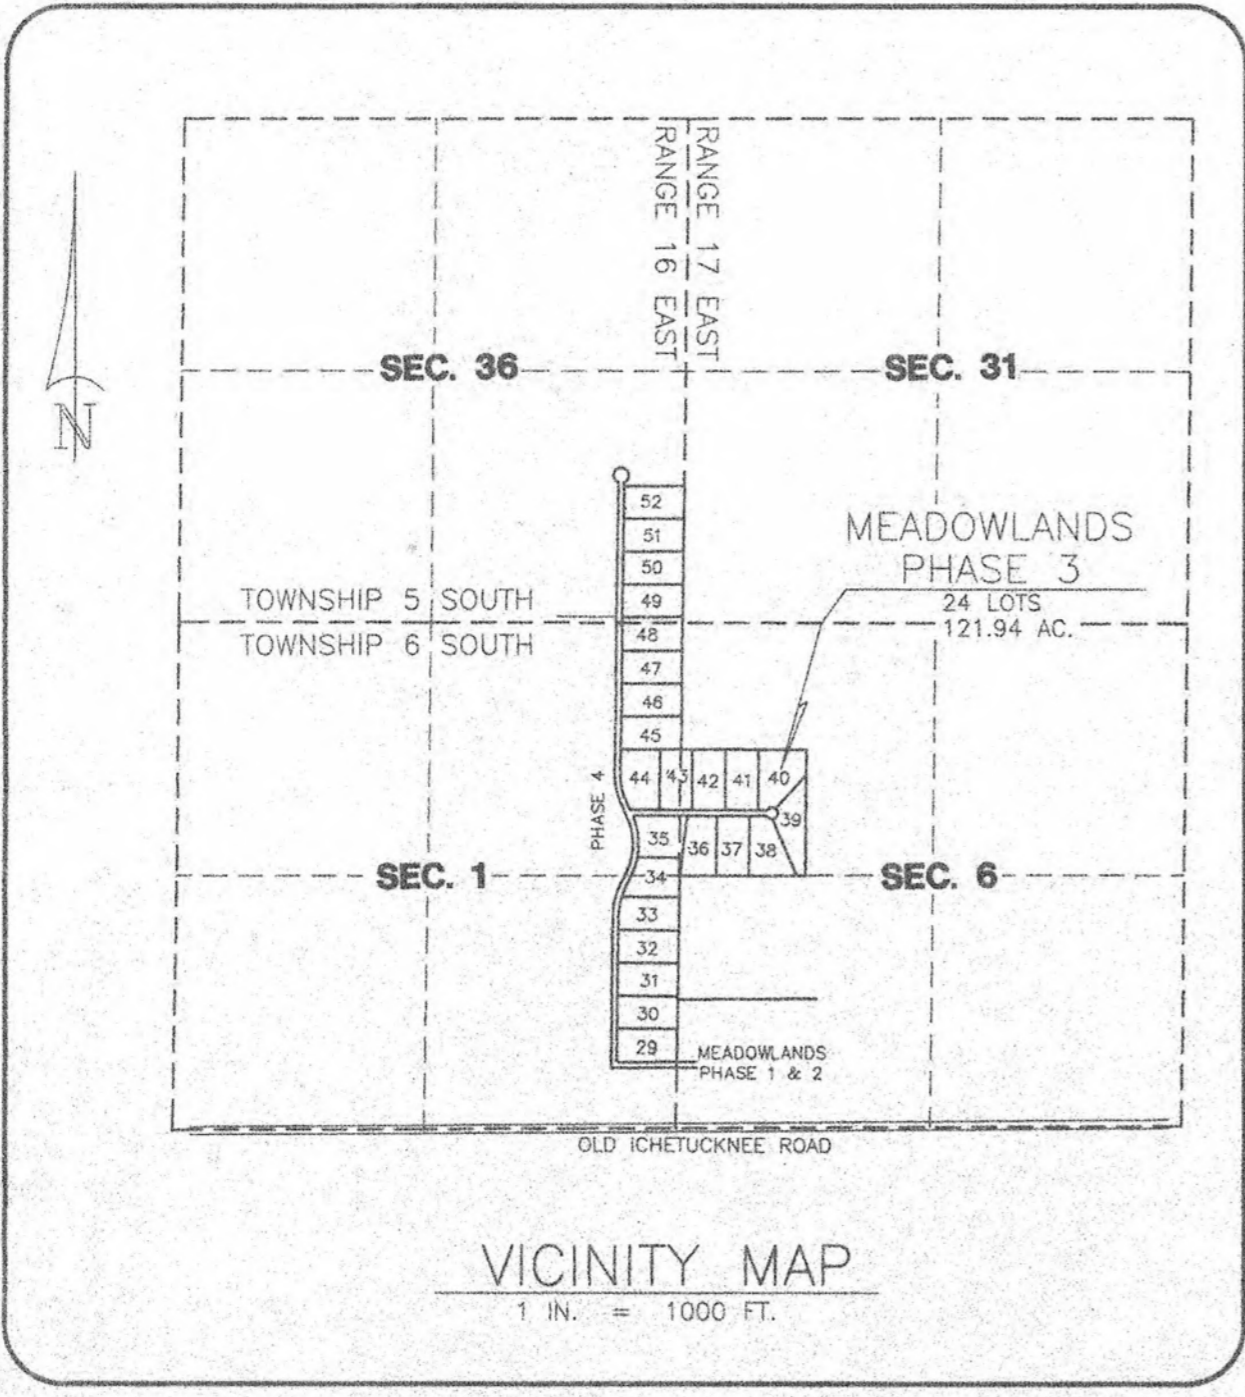 RANGE 17 EAST
RANGE 16 EAST
SEC. 36
SEC. 31
N
52
51
50
49
48
47
46
45
MEADOWLANDS
PHASE 3
24 LOTS
121.94 AC.
TOWNSHIP 5 SOUTH
TOWNSHIP 6 SOUTH
PHASE 4
44 43 42 41 40
39
35 36 37 38
34
33
32
31
30
29
SEC. 1
SEC. 6
MEADOWLANDS
PHASE 1 & 2
OLD ICHETUCKNEE ROAD
VICINITY MAP
1 IN. = 1000 FT.